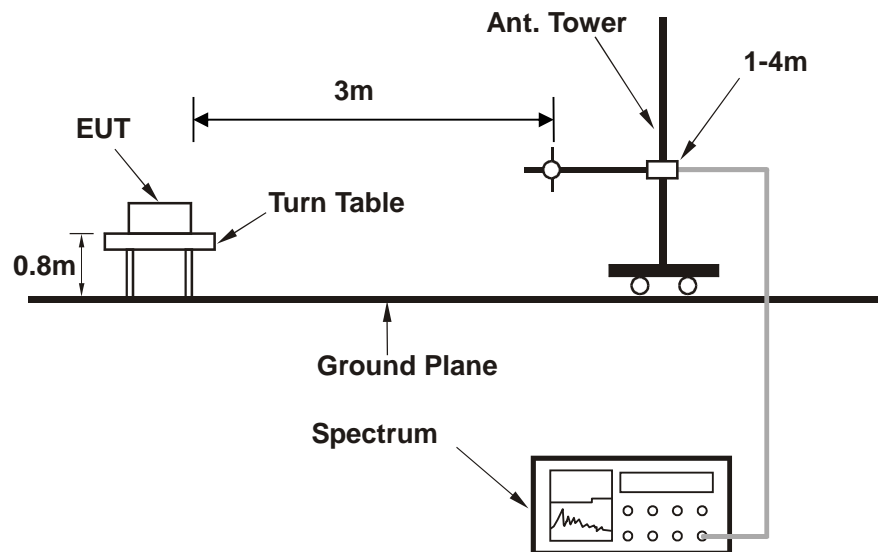 Ant. Tower
1-4m
3m
EUT
Turn Table
0.8m
Ground Plane
Spectrum